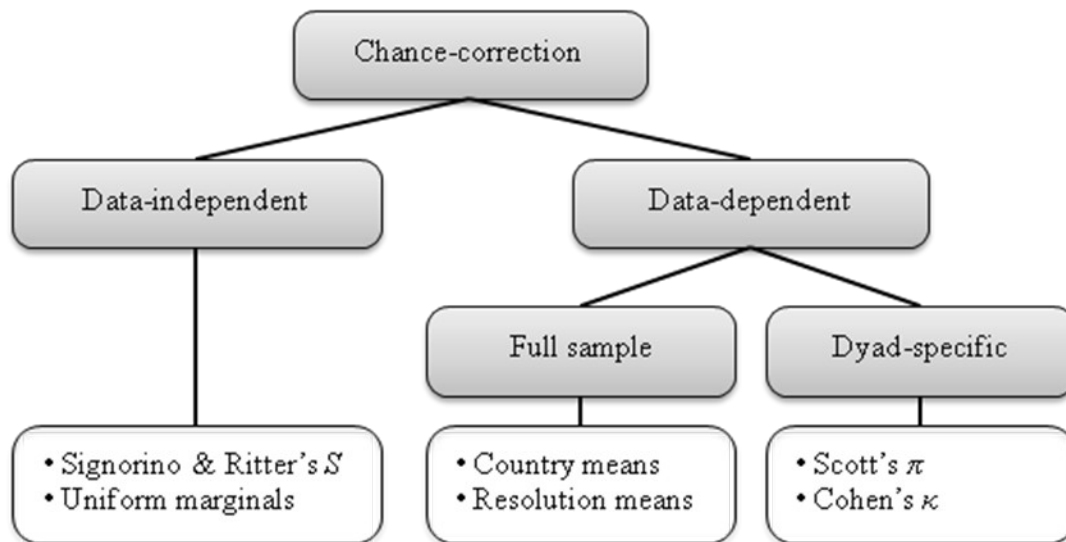 Chance-correction
Data-independent
Data-dependent
Full sample
Dyad-specific
• Signorino & Ritter's S
• Uniform marginals
• Country means
• Resolution means
• Scott's π
• Cohen's κ